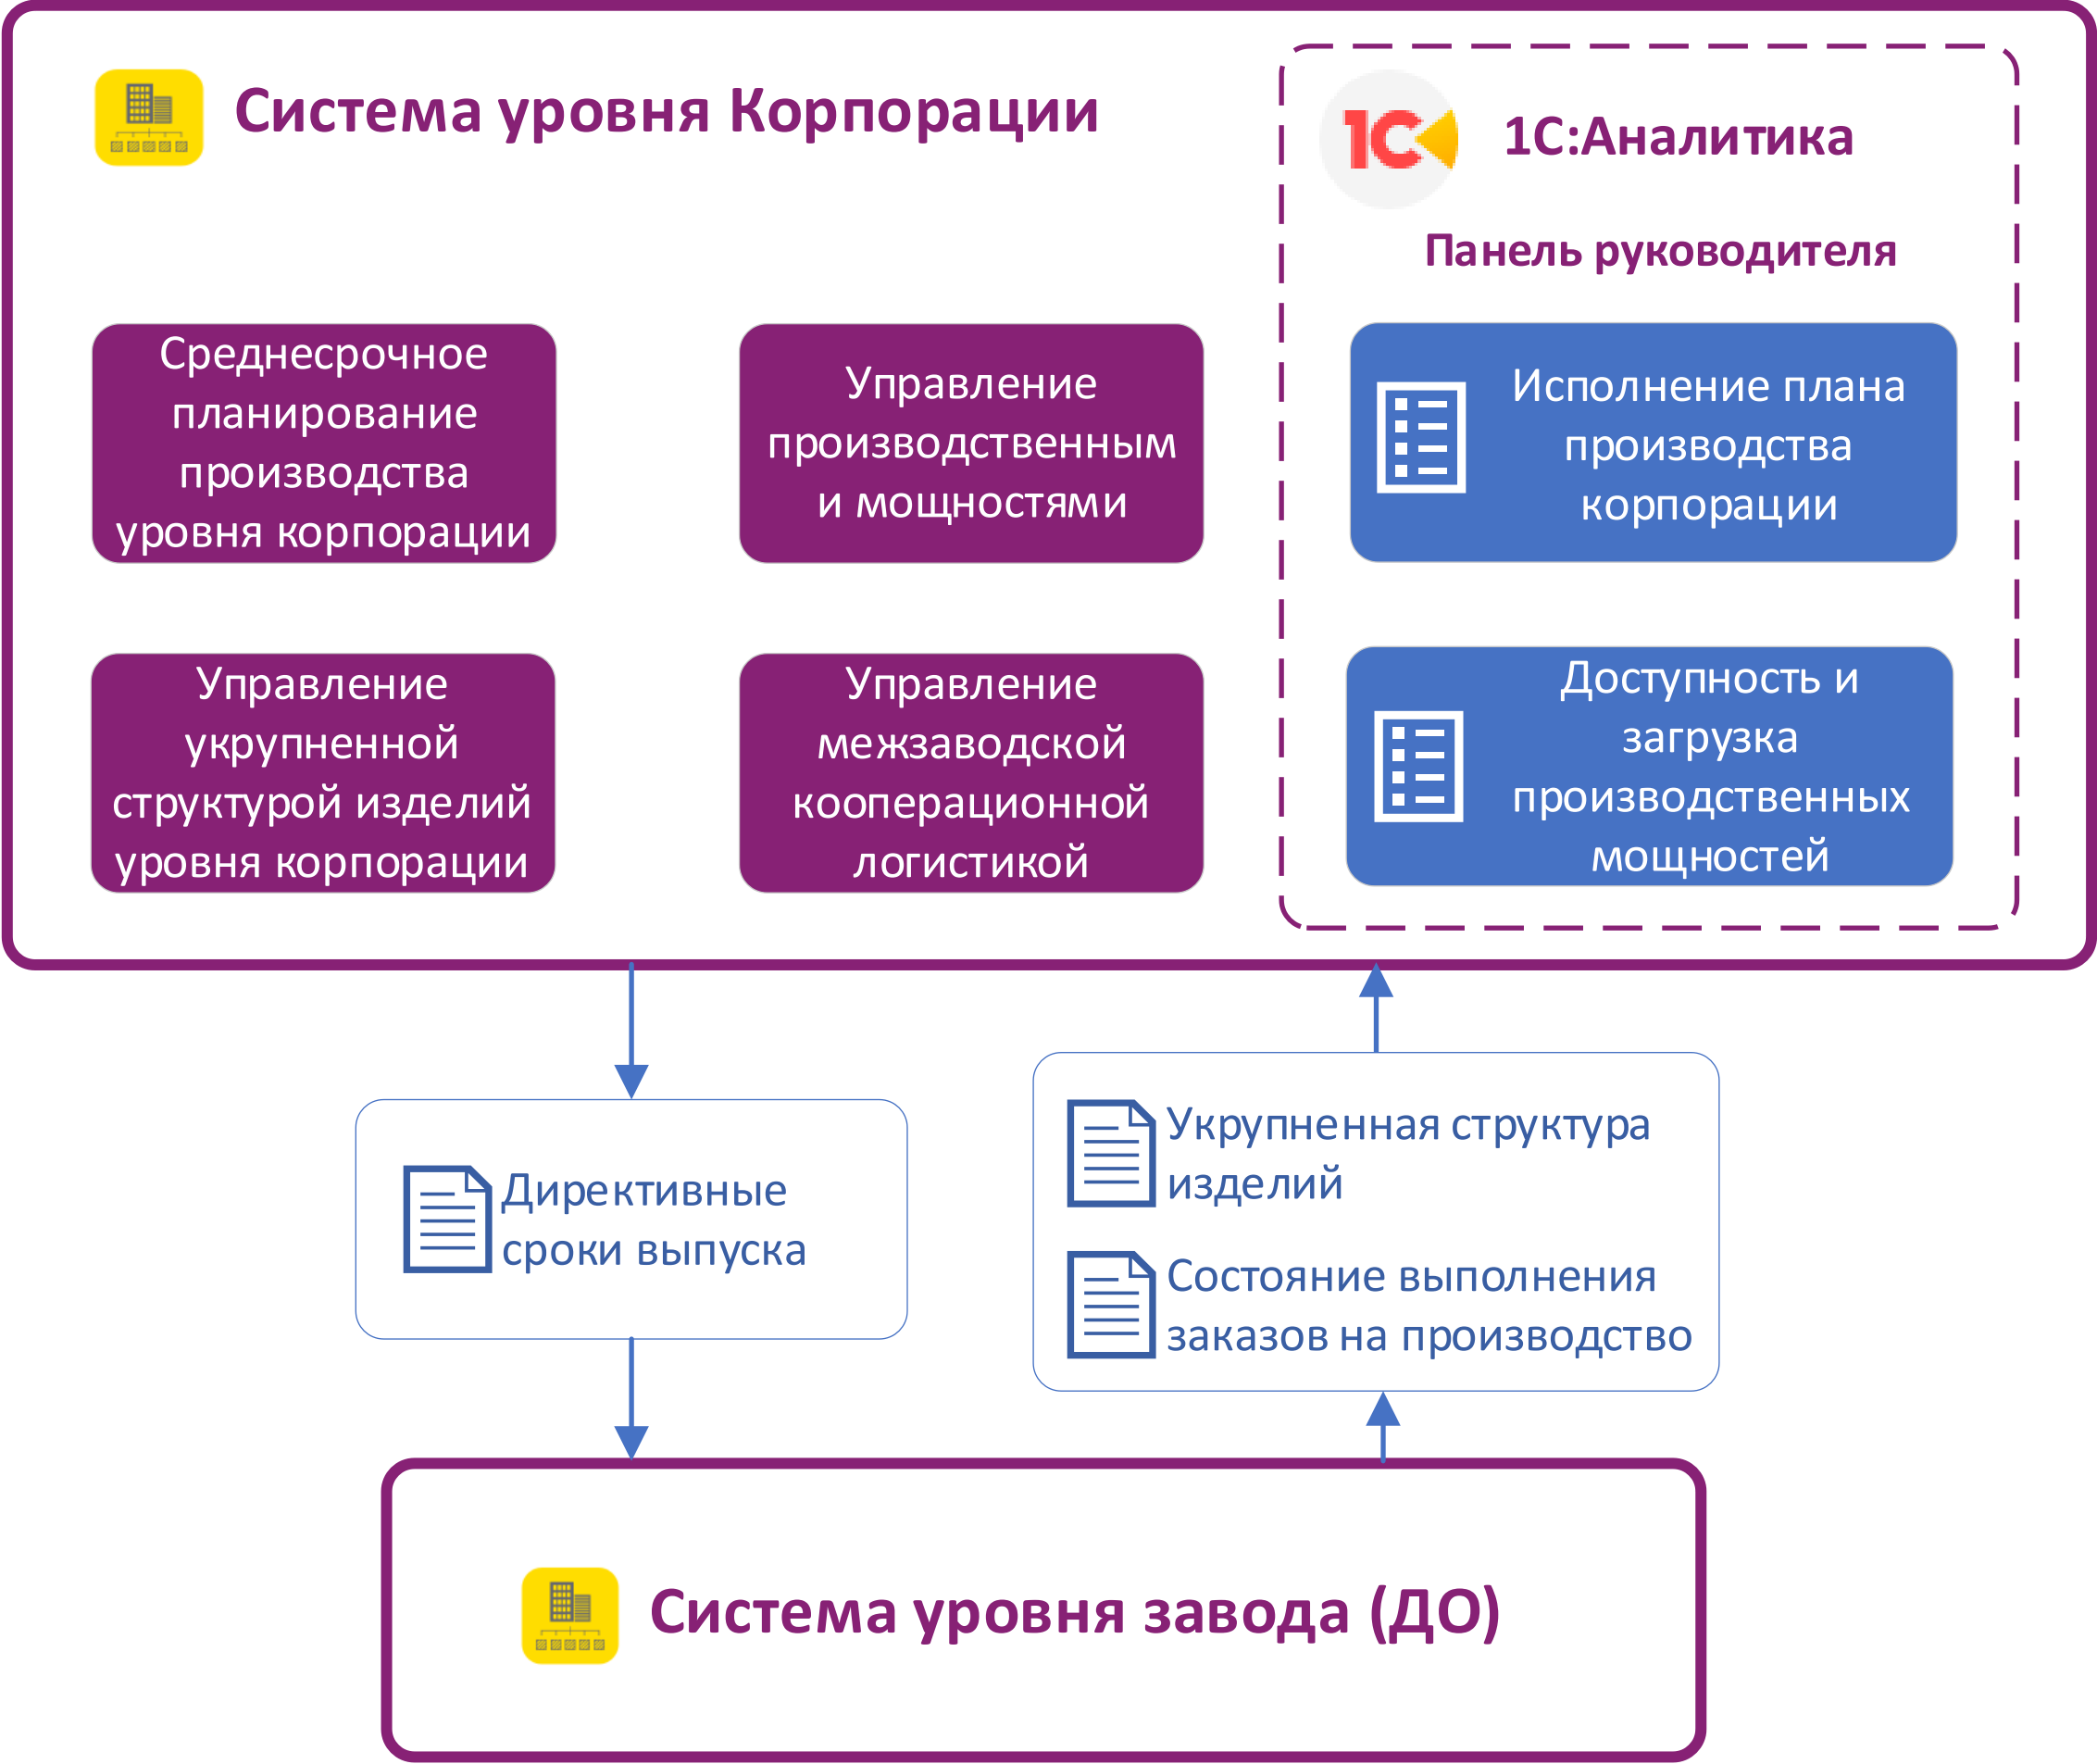 Система уровня Корпорации
1С
1С:Аналитика
Панель руководителя
Среднесрочное
планирование
производства
уровня корпорации
Управление
производственным
и мощностями
Исполнение плана
производства
корпорации
Управление
укрупненной
структурой изделий
уровня корпорации
Управление
межзаводской
кооперационной
логистикой
Доступность и
загрузка
производственных
мощностей
Директивные
сроки выпуска
Укрупненная структура
изделий
Состояние выполнения
заказов на производство
Система уровня завода (ДО)